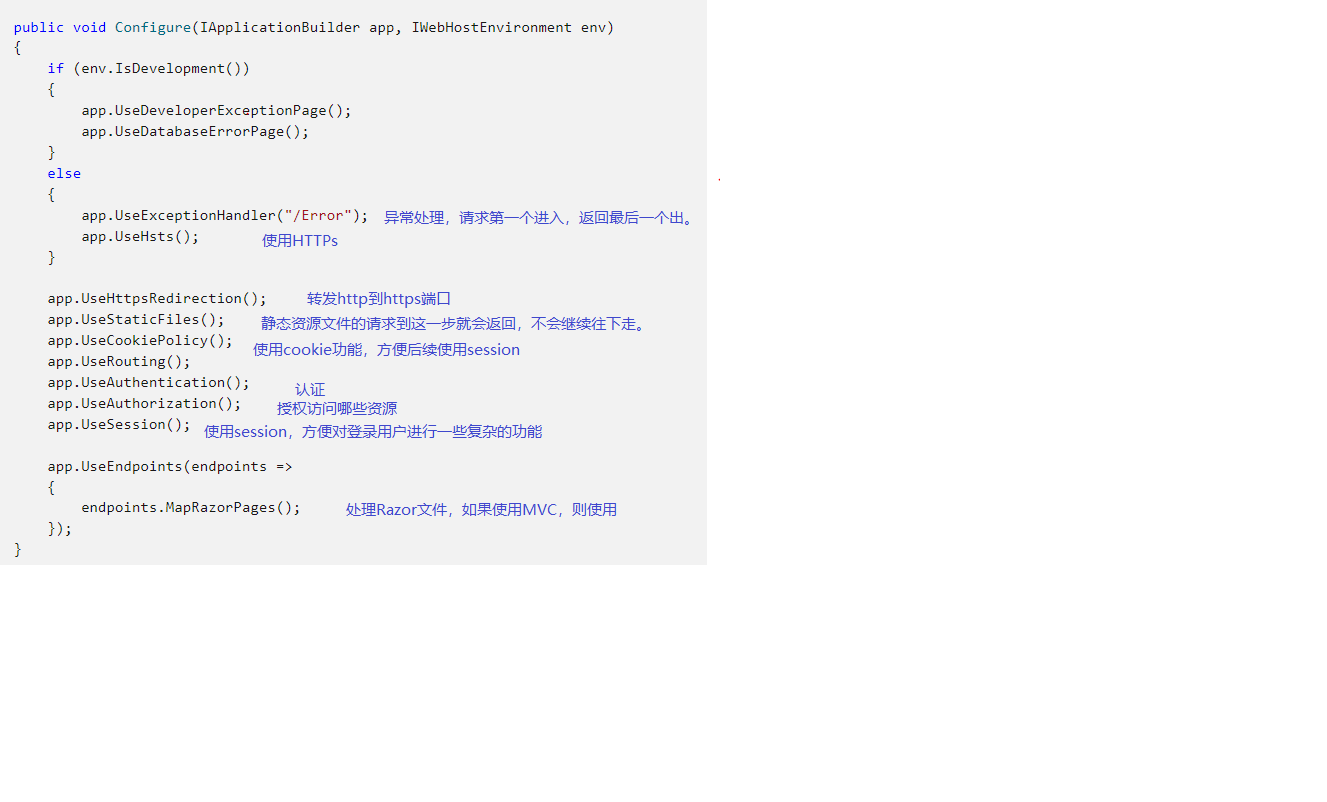 public void Configure(IApplicationBuilder app, IWebHostEnvironment env)
{
    if (env.IsDevelopment())
    {
        app.UseDeveloperExceptionPage();
        app.UseDatabaseErrorPage();
    }
    else
    {
        app.UseExceptionHandler("/Error"); 异常处理，请求第一个进入，返回最后一个出。
        app.UseHsts(); 使用HTTPs
    }
    app.UseHttpsRedirection(); 转发http到https端口
    app.UseStaticFiles(); 静态资源文件的请求到这一步就会返回，不会继续往下走。
    app.UseCookiePolicy(); 使用cookie功能，方便后续使用session
    app.UseRouting();
    app.UseAuthentication(); 认证
    app.UseAuthorization(); 授权访问哪些资源
    app.UseSession(); 使用session，方便对登录用户进行一些复杂的功能
    app.UseEndpoints(endpoints =>
    {
        endpoints.MapRazorPages(); 处理Razor文件，如果使用MVC，则使用
    });
}